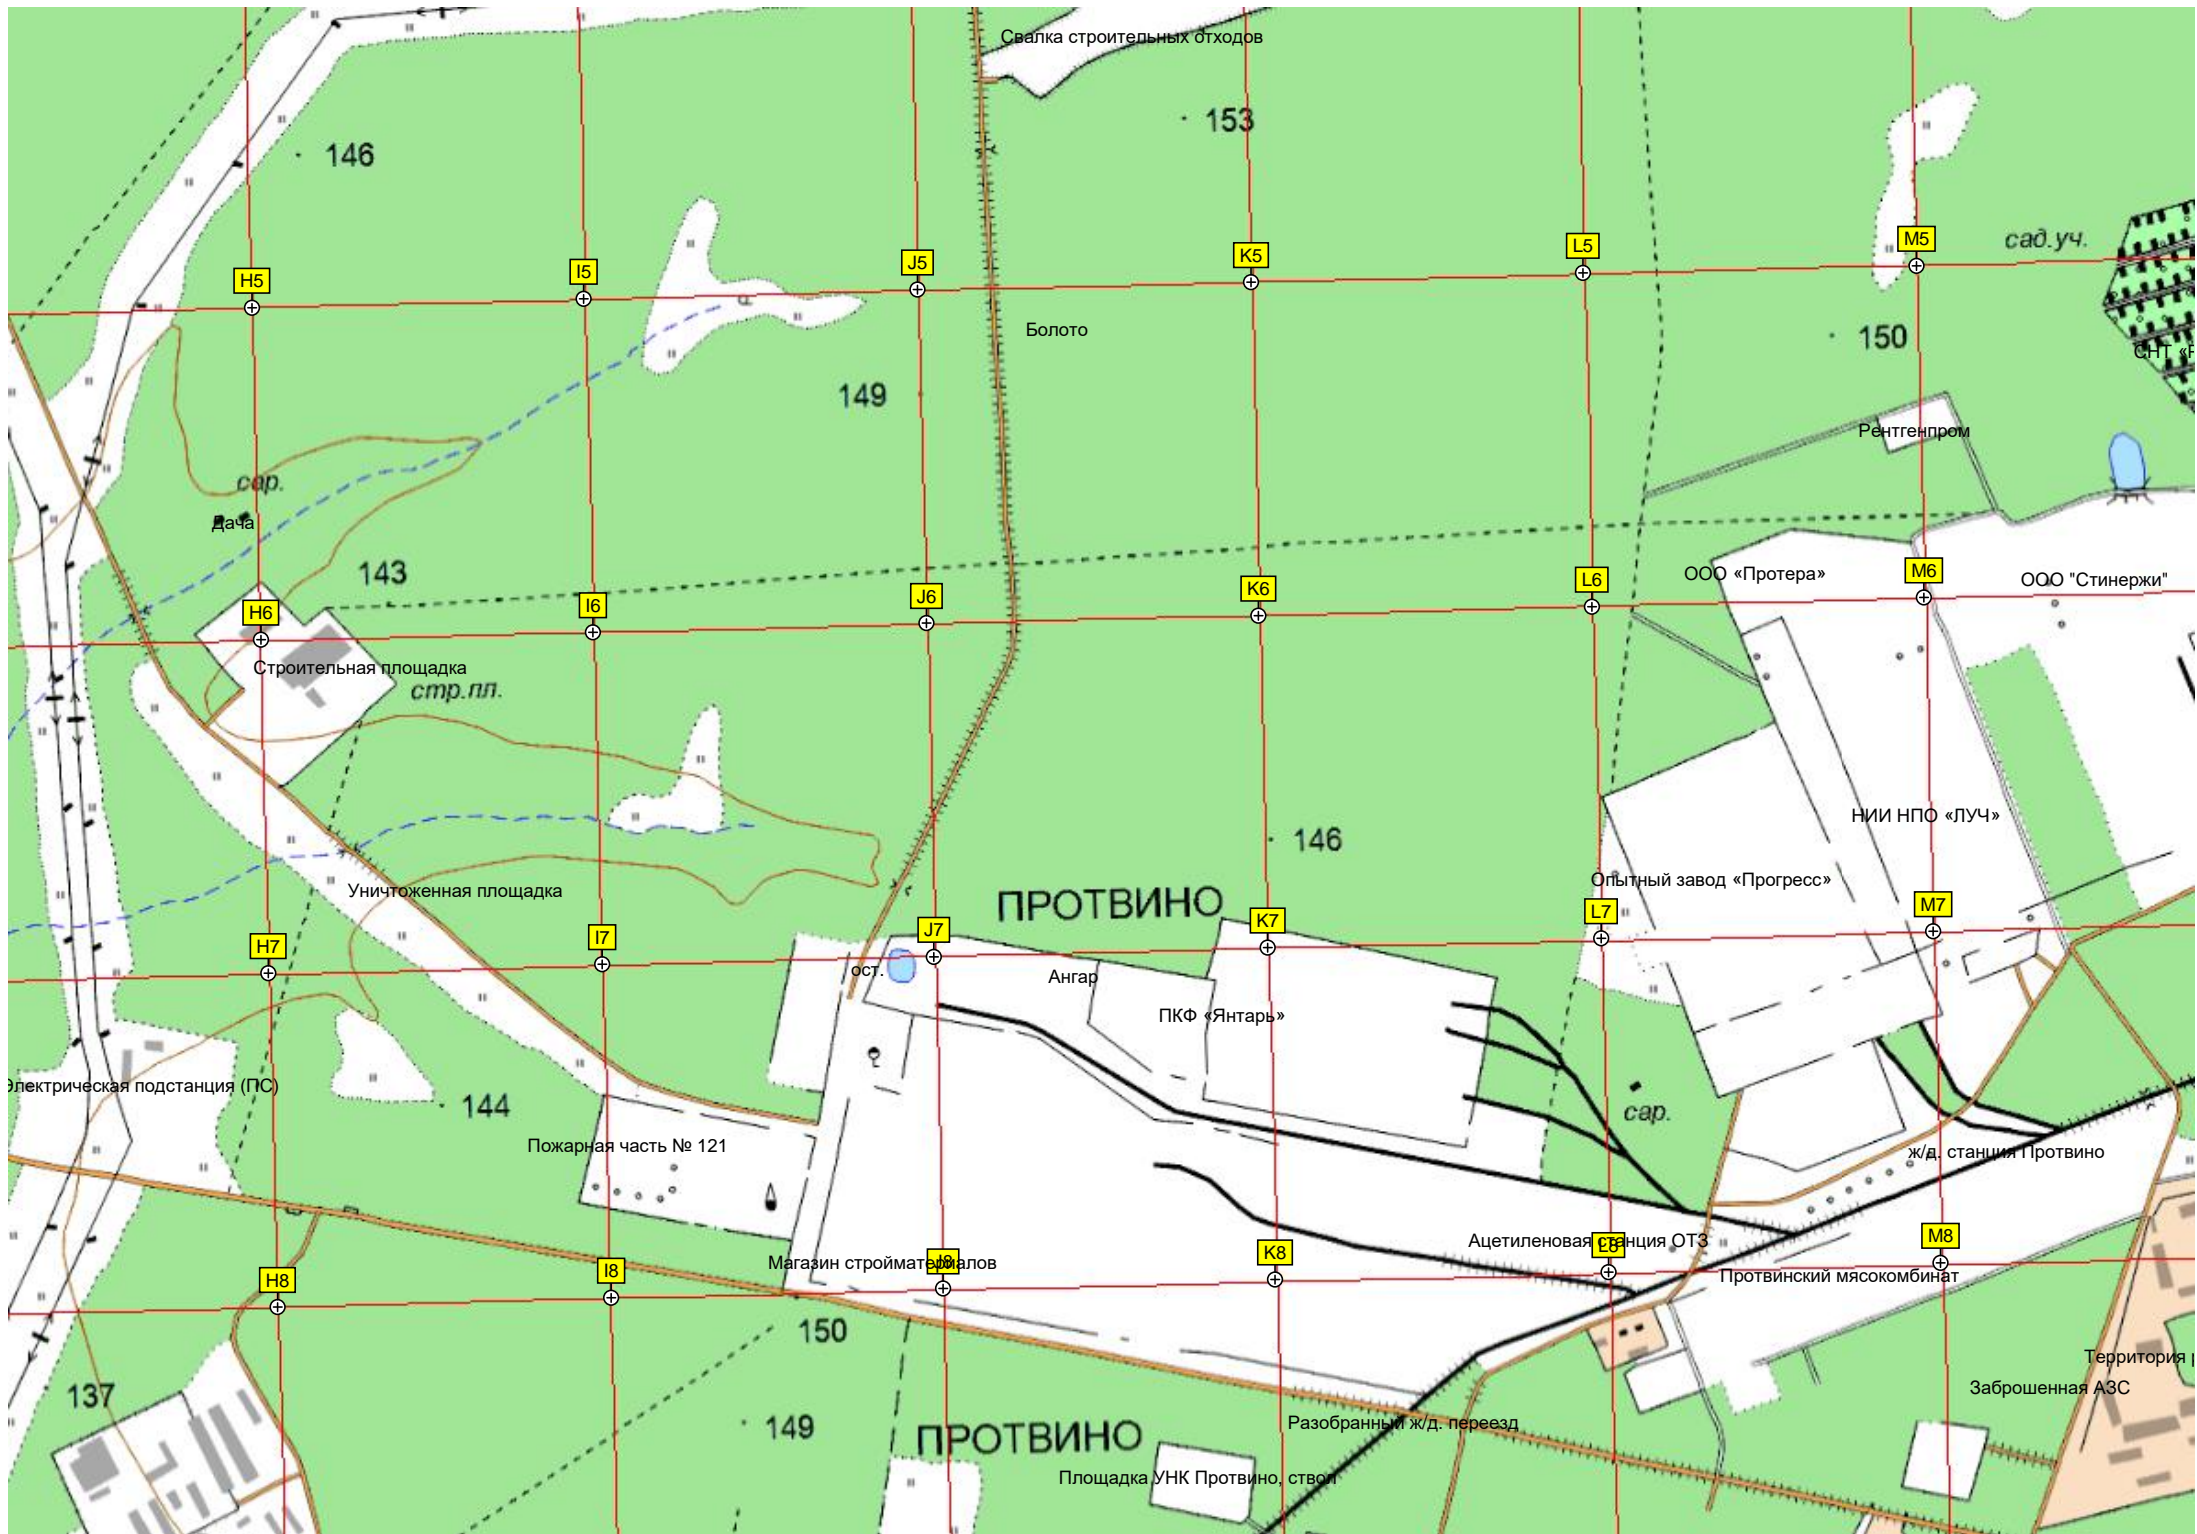 Свалка строительных отходов
153
146
M5
сад.уч.
L5
K5
J5
I5
H5
Болото
150
СНТ «
149
Рентгенпром
сар.
Дача
143
ООО «Протера»
M6
ООО "Стинержи"
L6
K6
J6
I6
H6
Строительная площадка
стр.пл.
НИИ НПО «ЛУЧ»
146
Опытный завод «Прогресс»
Уничтоженная площадка
ПРОТВИНО
M7
L7
K7
J7
I7
H7
ост.
Ангар
ПКФ «Янтарь»
Электрическая подстанция (ПС)
144
сар.
Пожарная часть № 121
ж/д. станция Протвино
M8
Ацетиленовая станция ОТЗ
L8
K8
J8
Магазин стройматериалов
I8
H8
Протвинский мясокомбинат
150
Территория
137
Заброшенная АЗС
149
Разобранный ж/д. переезд
ПРОТВИНО
Площадка УНК Протвино, ствол